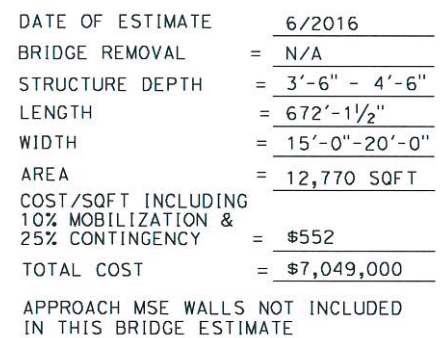 DATE OF ESTIMATE 6/2016
BRIDGE REMOVAL = N/A
STRUCTURE DEPTH = 3'-6" - 4'-6"
LENGTH = 672'-1½"
WIDTH = 15'-0"-20'-0"
AREA = 12,770 SQFT
COST/SQFT INCLUDING
10% MOBILIZATION &
25% CONTINGENCY = $552
TOTAL COST = $7,049,000
APPROACH MSE WALLS NOT INCLUDED
IN THIS BRIDGE ESTIMATE